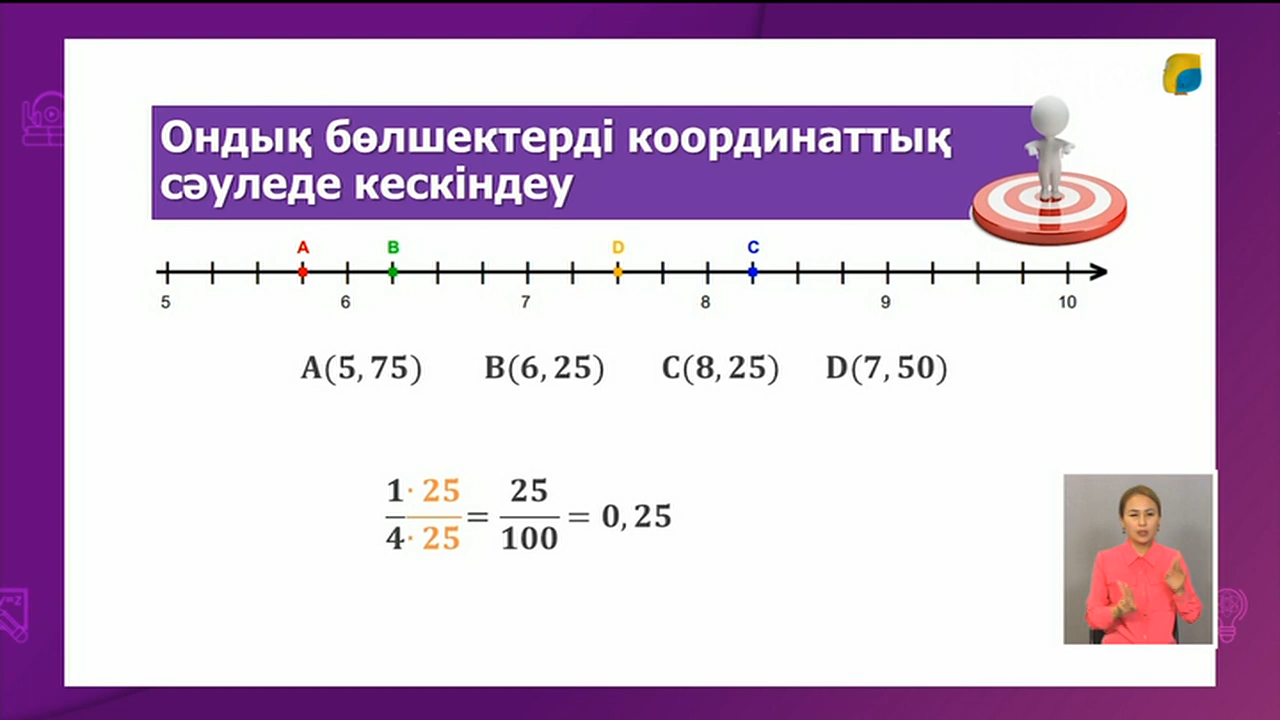 Ондық бөлшектерді координаттық
сәуледе кескіндеу
A B D C
5 6 7 8 9 10
A(5, 75) B(6, 25) C(8, 25) D(7, 50)
1· 25 / 4· 25 = 25 / 100 = 0, 25